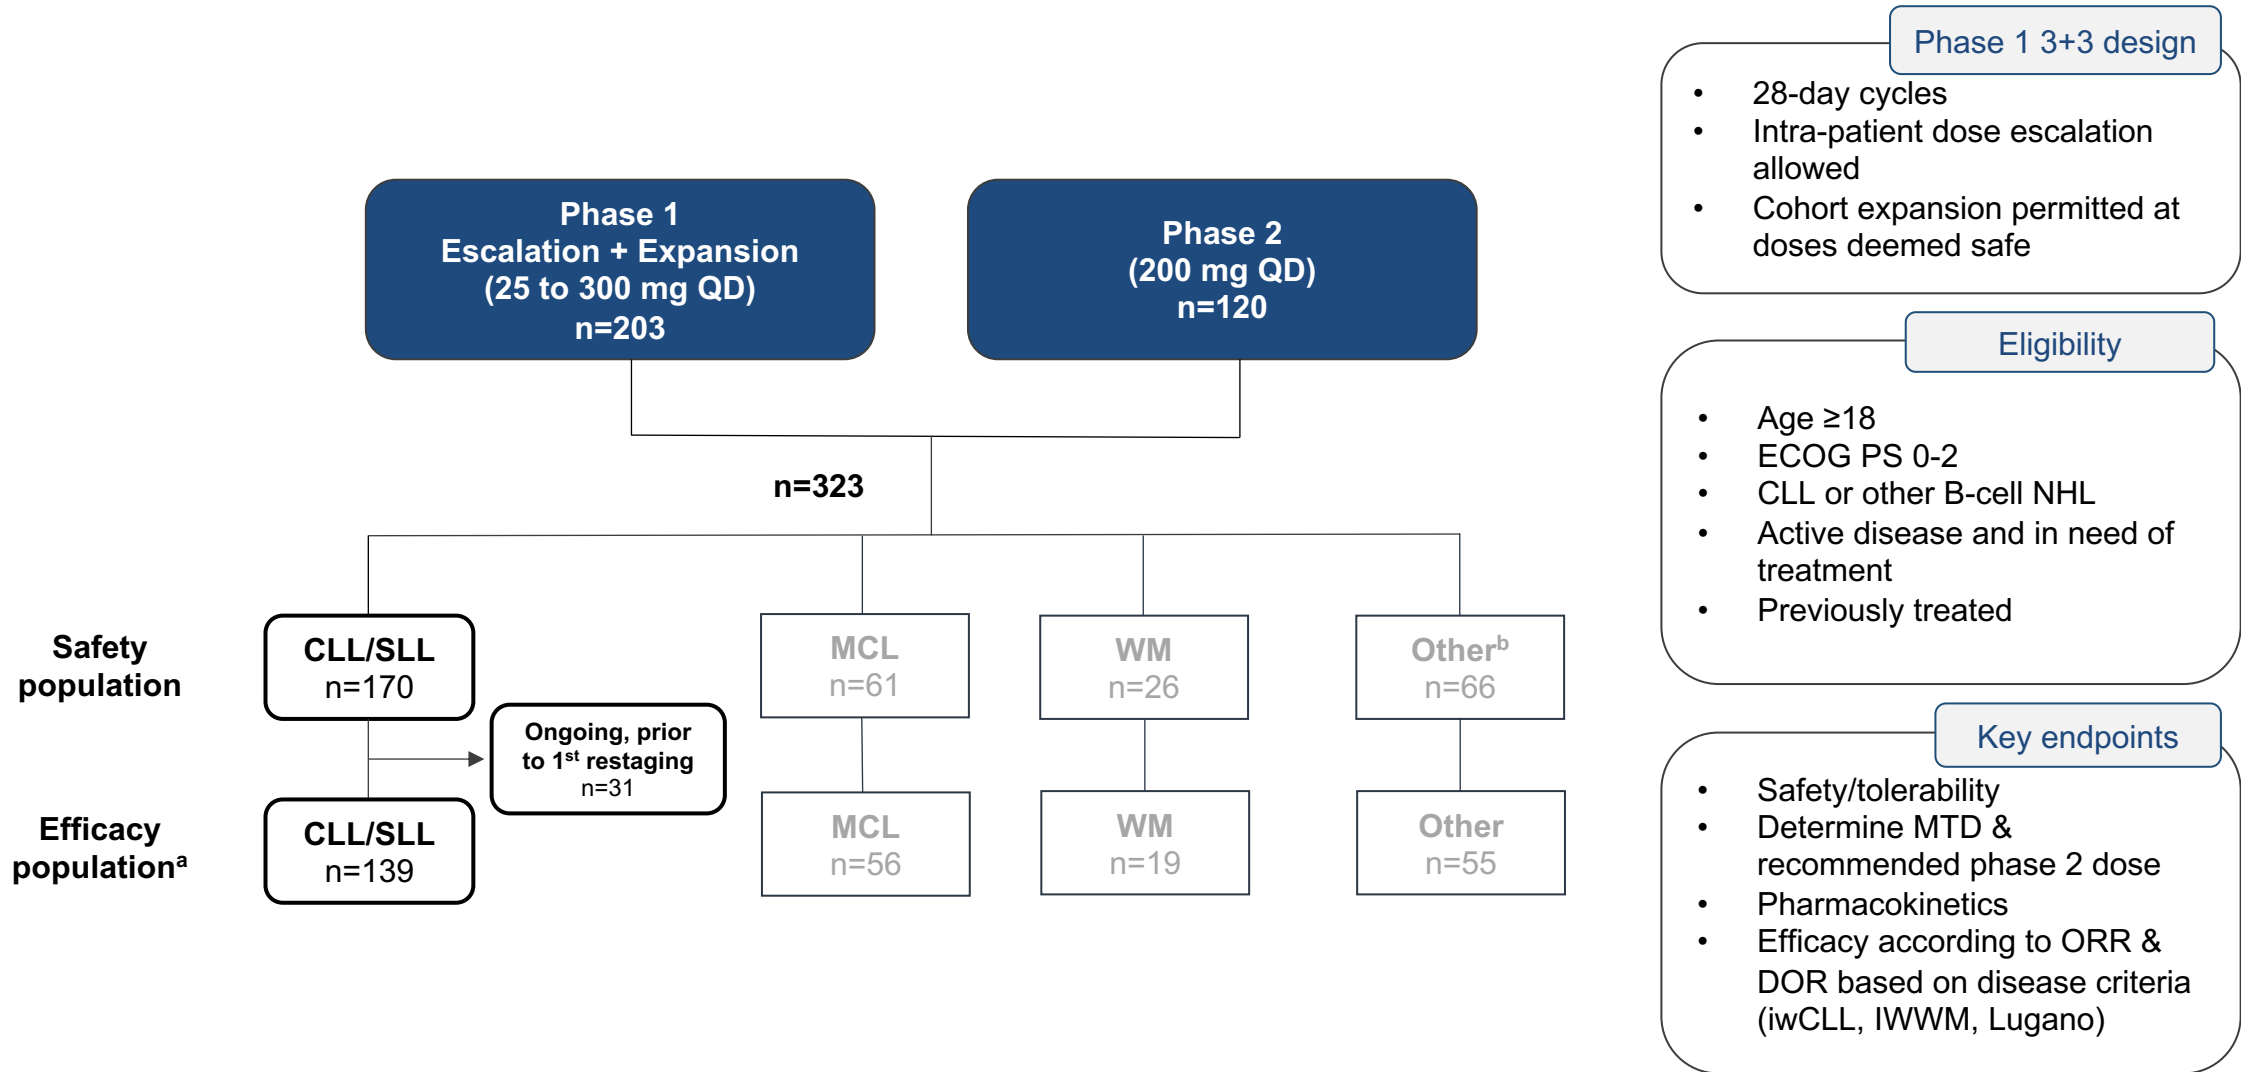 Phase 1
Escalation + Expansion
(25 to 300 mg QD)
n=203
Phase 2
(200 mg QD)
n=120
n=323
Safety
population
CLL/SLL
n=170
MCL
n=61
WM
n=26
Otherᵇ
n=66
Ongoing, prior
to 1ˢᵗ restaging
n=31
Efficacy
populationᵃ
CLL/SLL
n=139
MCL
n=56
WM
n=19
Other
n=55
Phase 1 3+3 design
• 28-day cycles
• Intra-patient dose escalation
allowed
• Cohort expansion permitted at
doses deemed safe
Eligibility
• Age ≥18
• ECOG PS 0-2
• CLL or other B-cell NHL
• Active disease and in need of
treatment
• Previously treated
Key endpoints
• Safety/tolerability
• Determine MTD &
recommended phase 2 dose
• Pharmacokinetics
• Efficacy according to ORR &
DOR based on disease criteria
(iwCLL, IWWM, Lugano)